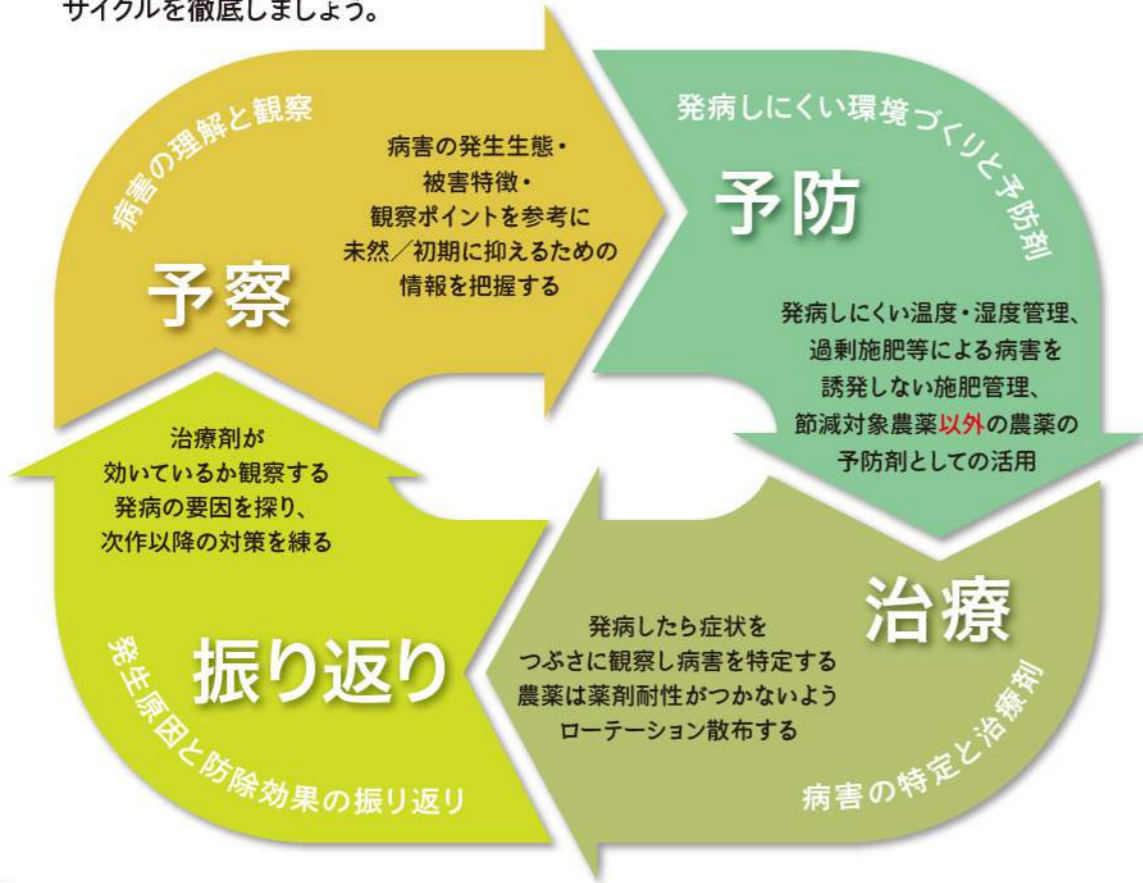 サイクルを徹底しましょう。
病害の理解と観察
予察
病害の発生生態・
被害特徴・
観察ポイントを参考に
未然／初期に抑えるための
情報を把握する
発病しにくい環境づくりと予防剤
予防
発病しにくい温度・湿度管理、
過剰施肥等による病害を
誘発しない施肥管理、
節減対象農薬以外の農薬の
予防剤としての活用
治療
発病したら症状を
つぶさに観察し病害を特定する
農薬は薬剤耐性がつかないよう
ローテーション散布する
病害の特定と治療剤
治療剤が
効いているか観察する
発病の要因を探り、
次作以降の対策を練る
振り返り
発生原因と防除効果の振り返り